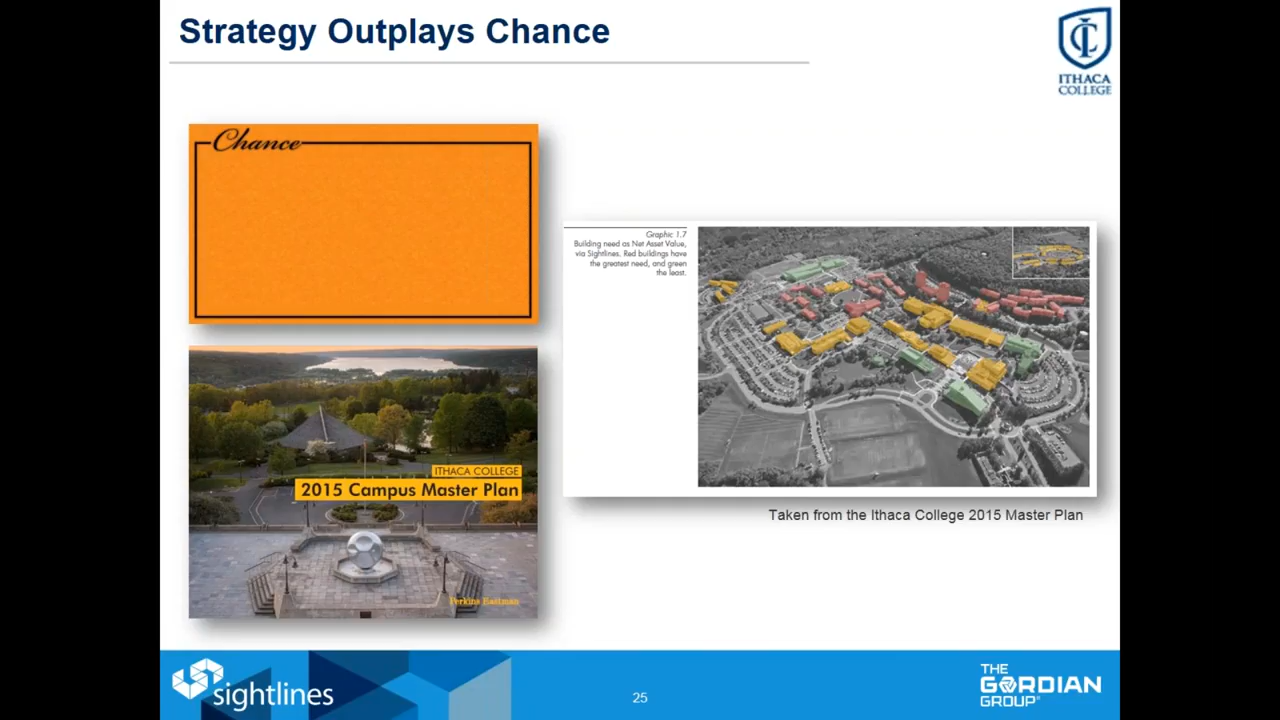 Strategy Outplays Chance
ITHACA
COLLEGE
Chance
Graphic 1.7
Building need as Net Asset Value,
via Sightlines. Red buildings have
the greatest need, and green
the least.
ITHACA COLLEGE
2015 Campus Master Plan
Perkins Eastman
Taken from the Ithaca College 2015 Master Plan
sightlines
25
THE
GORDIAN
GROUP